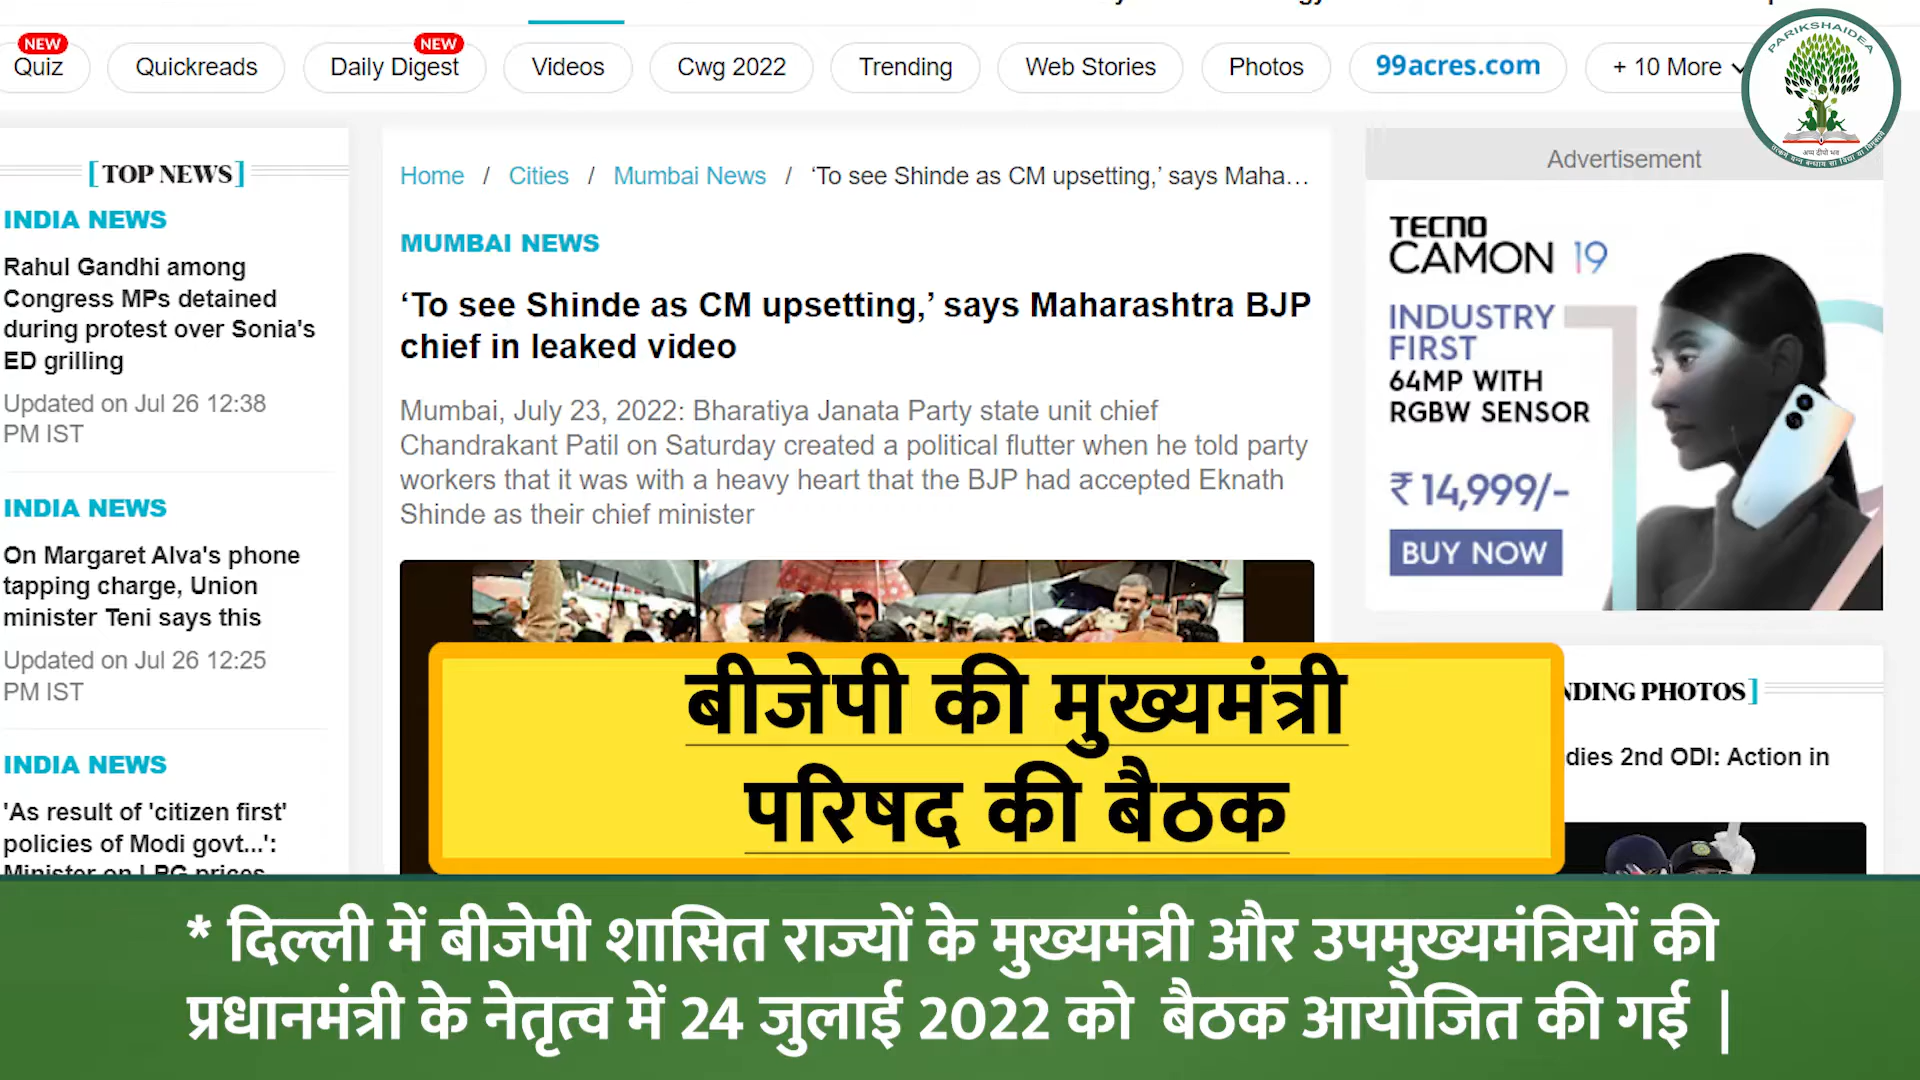 NEW
NEW
Quiz
Quickreads
Daily Digest
Videos
Cwg 2022
Trending
Web Stories
Photos
99acres.com
+ 10 More
PARIKSHAIDEA
[TOP NEWS]
INDIA NEWS
Rahul Gandhi among
Congress MPs detained
during protest over Sonia's
ED grilling
Updated on Jul 26 12:38
PM IST
INDIA NEWS
On Margaret Alva's phone
tapping charge, Union
minister Teni says this
Updated on Jul 26 12:25
PM IST
INDIA NEWS
'As result of 'citizen first'
policies of Modi govt...':
Minister on LPG prices
Home / Cities / Mumbai News / ‘To see Shinde as CM upsetting,’ says Maha...
MUMBAI NEWS
‘To see Shinde as CM upsetting,’ says Maharashtra BJP
chief in leaked video
Mumbai, July 23, 2022: Bharatiya Janata Party state unit chief
Chandrakant Patil on Saturday created a political flutter when he told party
workers that it was with a heavy heart that the BJP had accepted Eknath
Shinde as their chief minister
Advertisement
TECNO
CAMON 19
INDUSTRY
FIRST
64MP WITH
RGBW SENSOR
₹14,999/-
BUY NOW
NDING PHOTOS]
dies 2nd ODI: Action in
बीजेपी की मुख्यमंत्री
परिषद की बैठक
* दिल्ली में बीजेपी शासित राज्यों के मुख्यमंत्री और उपमुख्यमंत्रियों की
प्रधानमंत्री के नेतृत्व में 24 जुलाई 2022 को बैठक आयोजित की गई |